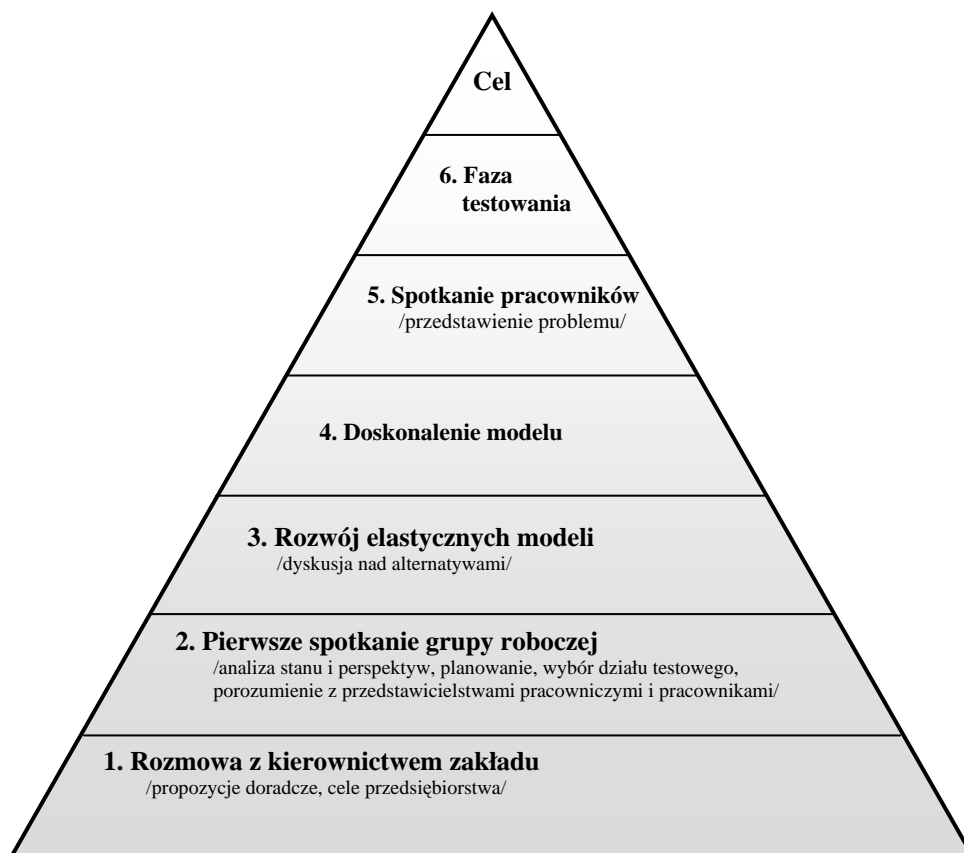 Cel
6. Faza
testowania
5. Spotkanie pracowników
/przedstawienie problemu/
4. Doskonalenie modelu
3. Rozwój elastycznych modeli
/dyskusja nad alternatywami/
2. Pierwsze spotkanie grupy roboczej
/analiza stanu i perspektyw, planowanie, wybór działu testowego,
porozumienie z przedstawicielstwami pracowniczymi i pracownikami/
1. Rozmowa z kierownictwem zakładu
/propozycje doradcze, cele przedsiębiorstwa/